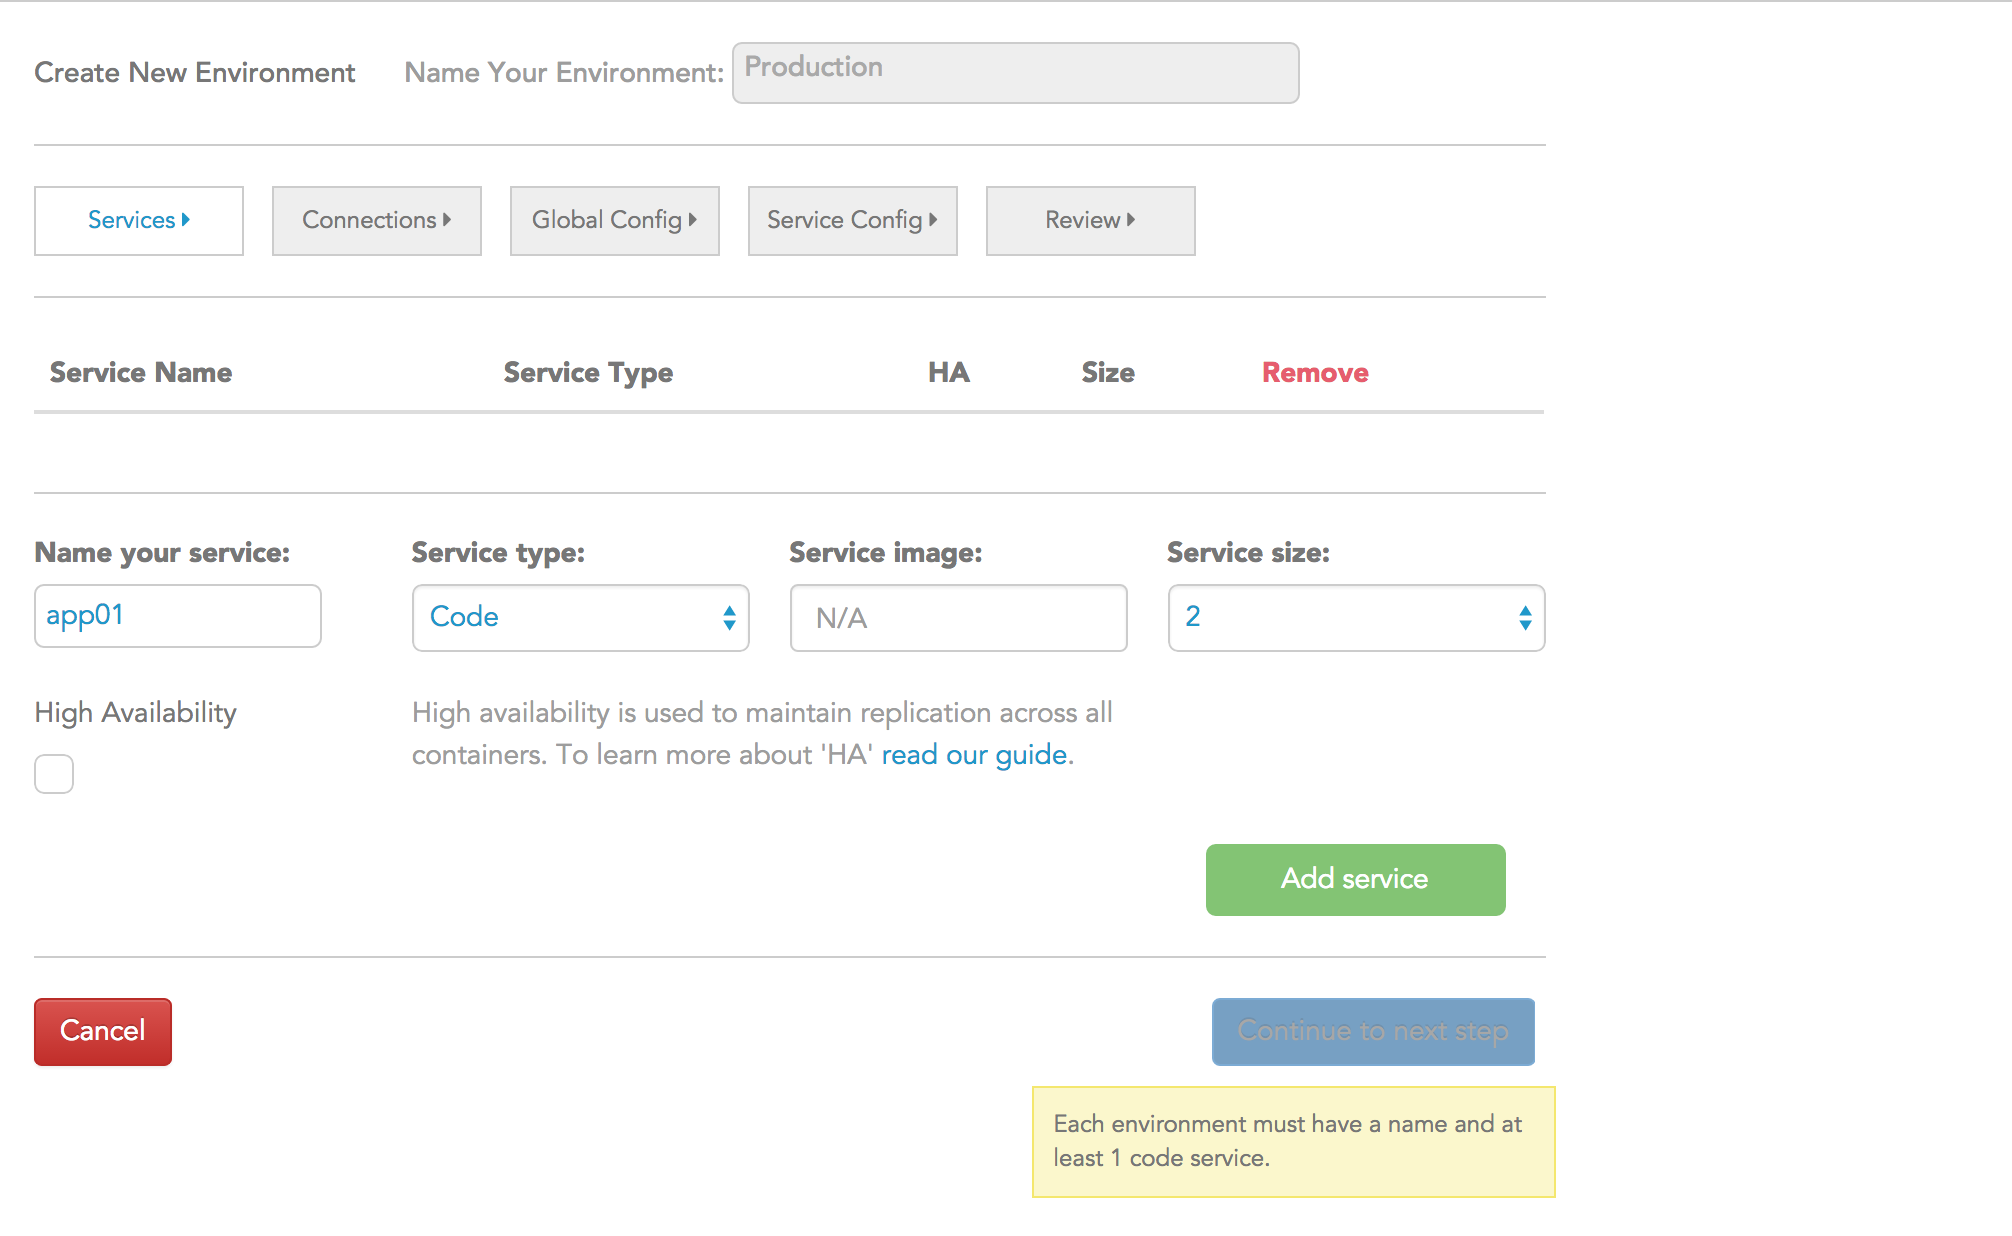 Create New Environment Name Your Environment: Production
Services Connections Global Config Service Config Review
Service Name Service Type HA Size Remove
Name your service: Service type: Service image: Service size:
app01 Code N/A 2
High Availability
High availability is used to maintain replication across all
containers. To learn more about 'HA' read our guide.
Add service
Cancel Continue to next step
Each environment must have a name and at
least 1 code service.